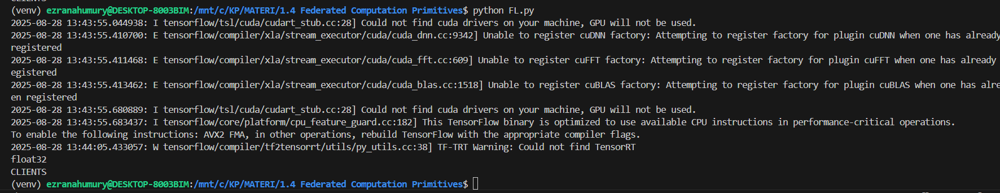 CLIENTS
(venv) ezranahumury@DESKTOP-8003BIM:/mnt/c/KP/MATERI/1.4 Federated Computation Primitives$ python FL.py
2025-08-28 13:43:55.044938: I tensorflow/tsl/cuda/cudart_stub.cc:28] Could not find cuda drivers on your machine, GPU will not be used.
2025-08-28 13:43:55.410700: E tensorflow/compiler/xla/stream_executor/cuda/cuda_dnn.cc:9342] Unable to register cuDNN factory: Attempting to register factory for plugin cuDNN when one has already
registered
2025-08-28 13:43:55.411468: E tensorflow/compiler/xla/stream_executor/cuda/cuda_fft.cc:609] Unable to register cuFFT factory: Attempting to register factory for plugin cuFFT when one has already
egistered
2025-08-28 13:43:55.413462: E tensorflow/compiler/xla/stream_executor/cuda/cuda_blas.cc:1518] Unable to register cuBLAS factory: Attempting to register factory for plugin cuBLAS when one has alre
en registered
2025-08-28 13:43:55.680889: I tensorflow/tsl/cuda/cudart_stub.cc:28] Could not find cuda drivers on your machine, GPU will not be used.
2025-08-28 13:43:55.683437: I tensorflow/core/platform/cpu_feature_guard.cc:182] This TensorFlow binary is optimized to use available CPU instructions in performance-critical operations.
To enable the following instructions: AVX2 FMA, in other operations, rebuild TensorFlow with the appropriate compiler flags.
2025-08-28 13:44:05.433057: W tensorflow/compiler/tf2tensorrt/utils/py_utils.cc:38] TF-TRT Warning: Could not find TensorRT
float32
CLIENTS
(venv) ezranahumury@DESKTOP-8003BIM:/mnt/c/KP/MATERI/1.4 Federated Computation Primitives$